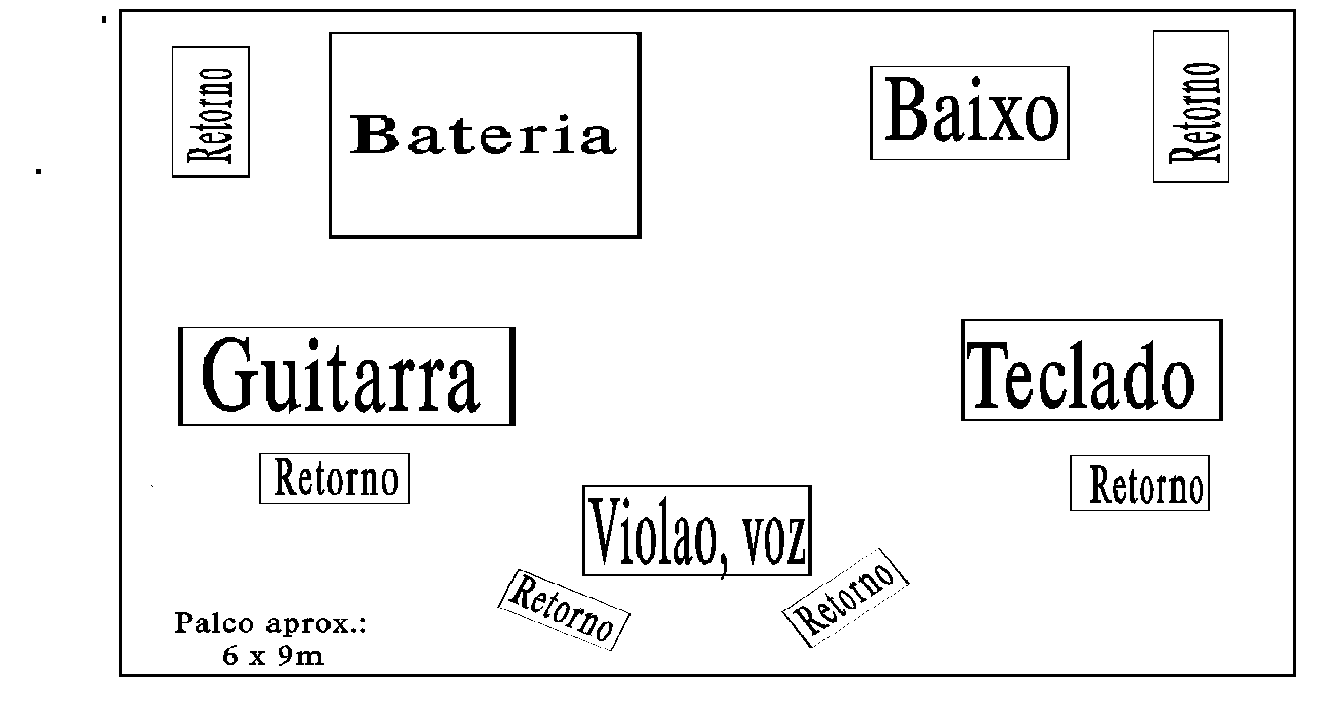 Retorno
Bateria
Baixo
Retorno
Guitarra
Teclado
Retorno
Retorno
Violao, voz
Retorno
Retorno
Palco aprox.:
6 x 9m